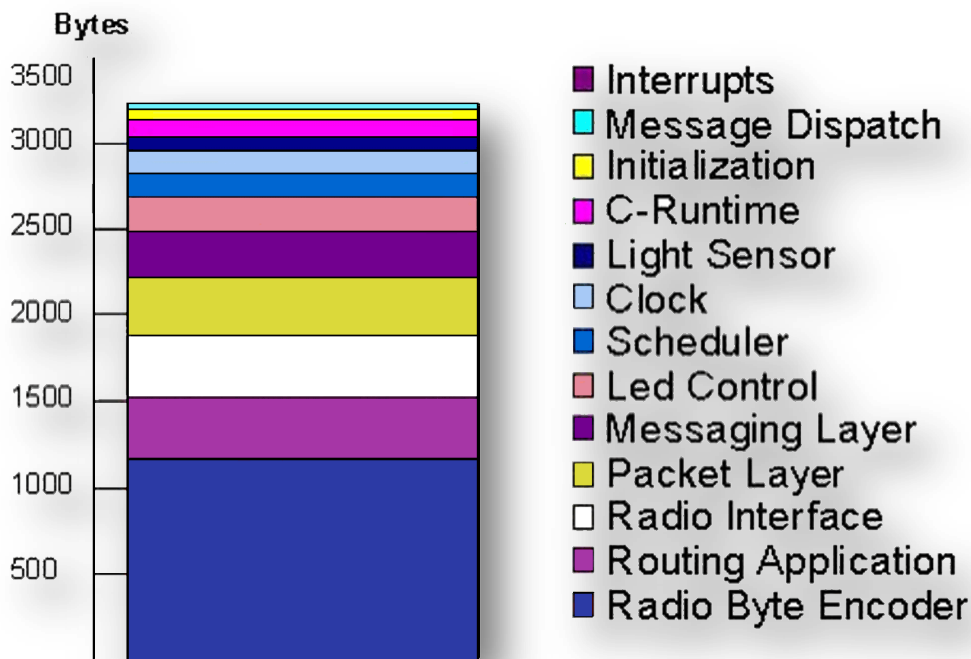 Bytes
3500
3000
2500
2000
1500
1000
500
Interrupts
Message Dispatch
Initialization
C-Runtime
Light Sensor
Clock
Scheduler
Led Control
Messaging Layer
Packet Layer
Radio Interface
Routing Application
Radio Byte Encoder